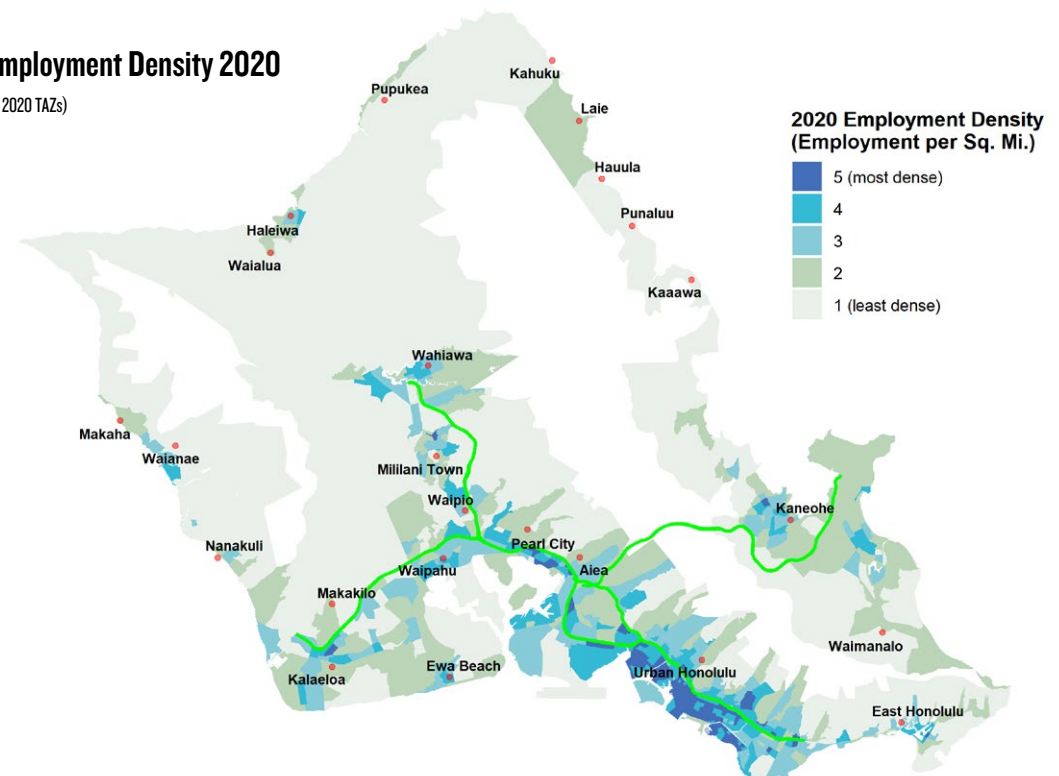 mployment Density 2020
2020 TAZs)
Kahuku
Pupukea
Laie
2020 Employment Density
(Employment per Sq. Mi.)
5 (most dense)
4
3
2
1 (least dense)
Hauula
Punaluu
Haleiwa
Waialua
Kaaawa
Wahiawa
Makaha
Waianae
Mililani Town
Waipio
Kaneohe
Nanakuli
Pearl City
Waipahu
Aiea
Makakilo
Waimanalo
Ewa Beach
Urban Honolulu
Kalaeloa
East Honolulu